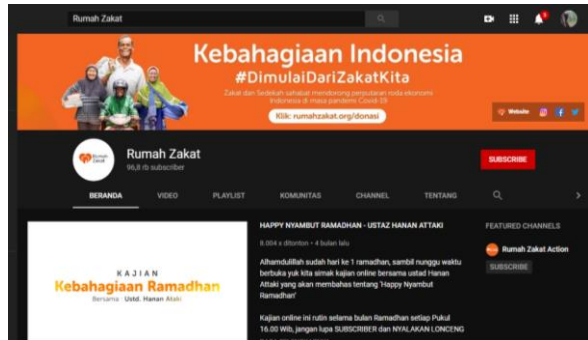 Rumah Zakat
Kebahagiaan Indonesia
#DimulaiDariZakatKita
Zakat dan Sedekah sahabat mendorong perputaran roda ekonomi
Indonesia di masa pandemi Covid-19
Klik: rumahzakat.org/donasi
Website
Rumah Zakat
Rumah Zakat
96,8 rb subscriber
SUBSCRIBE
BERANDA VIDEO PLAYLIST KOMUNITAS CHANNEL TENTANG
KAJIAN
Kebahagiaan Ramadhan
Bersama : Ustd. Hanan Ataki
HAPPY NYAMBUT RAMADHAN - USTAZ HANAN ATTAKI
8.004 x ditonton • 4 bulan lalu
Alhamdulillah sudah hari ke 1 ramadhan, sambil nunggu waktu
berbuka yuk kita simak kajian online bersama ustad Hanan
Attaki yang akan membahas tentang 'Happy Nyambut
Ramadhan'
Kajian online ini rutin selama bulan Ramadhan setiap Pukul
16.00 Wib, jangan lupa SUBSCRIBER dan NYALAKAN LONCENG
FEATURED CHANNELS
Rumah Zakat Action
SUBSCRIBE